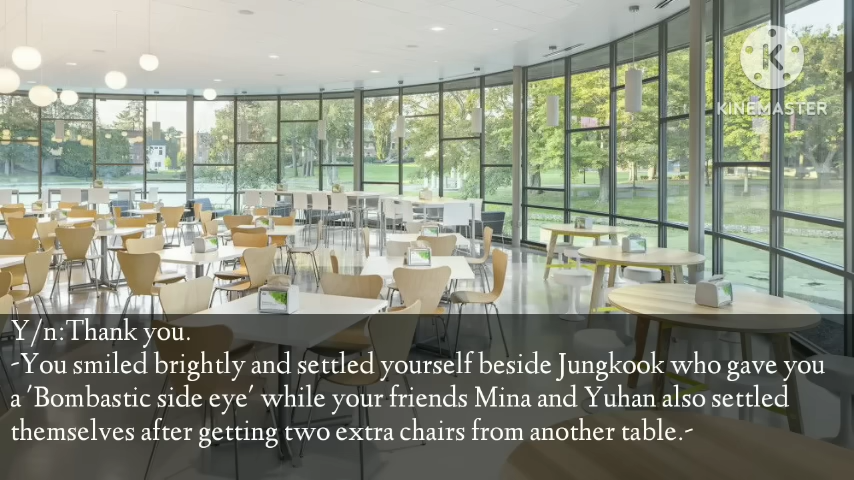 KINEMASTER
Y/n:Thank you.
-You smiled brightly and settled yourself beside Jungkook who gave you
a 'Bombastic side eye' while your friends Mina and Yuhan also settled
themselves after getting two extra chairs from another table.-